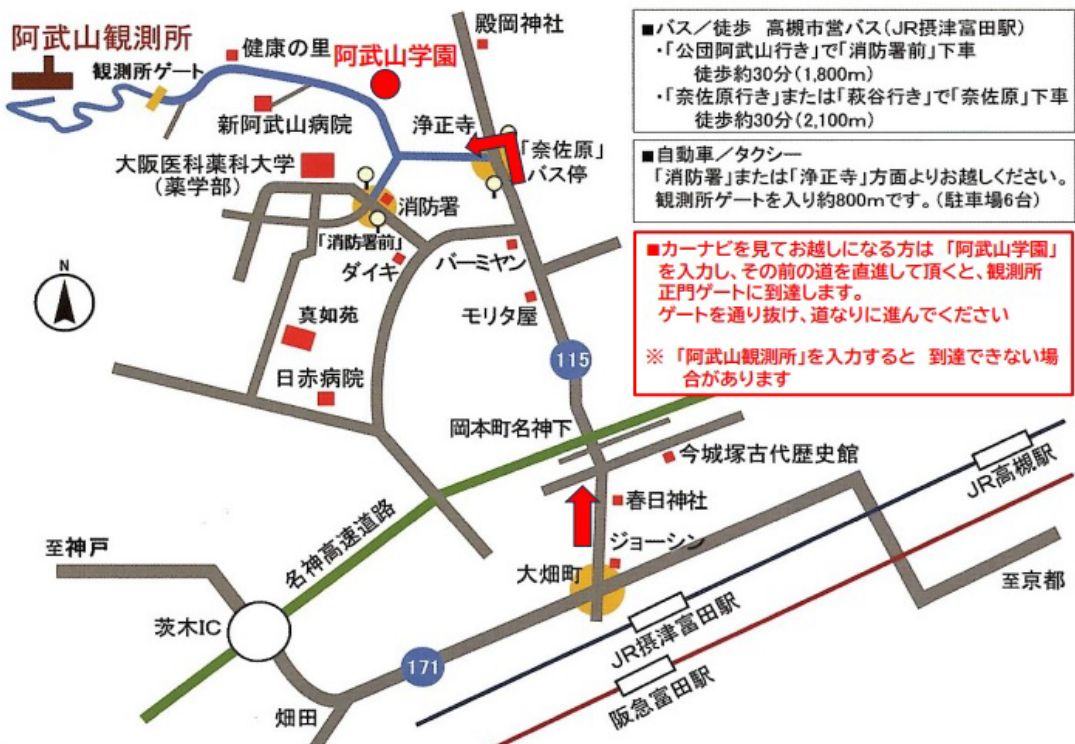 阿武山観測所
観測所ゲート
健康の里
阿武山学園
殿岡神社
新阿武山病院
浄正寺
「奈佐原」
バス停
大阪医科薬科大学
(薬学部)
消防署
「消防署前」
ダイキ
バーミヤン
モリタ屋
N
真如苑
日赤病院
115
岡本町名神下
今城塚古代歴史館
JR高槻駅
春日神社
ジョーシン
大畑町
名神高速道路
至神戸
至京都
茨木IC
JR摂津富田駅
171
阪急富田駅
畑田
■バス/徒歩 高槻市営バス(JR摂津富田駅)
・「公団阿武山行き」で「消防署前」下車
徒歩約30分(1,800m)
・「奈佐原行き」または「萩谷行き」で「奈佐原」下車
徒歩約30分(2,100m)
■自動車/タクシー
「消防署」または「浄正寺」方面よりお越しください。
観測所ゲートを入り約800mです。(駐車場6台)
■カーナビを見てお越しになる方は 「阿武山学園」
を入力し、その前の道を直進して頂くと、観測所
正門ゲートに到達します。
ゲートを通り抜け、道なりに進んでください
※ 「阿武山観測所」を入力すると 到達できない場
合があります